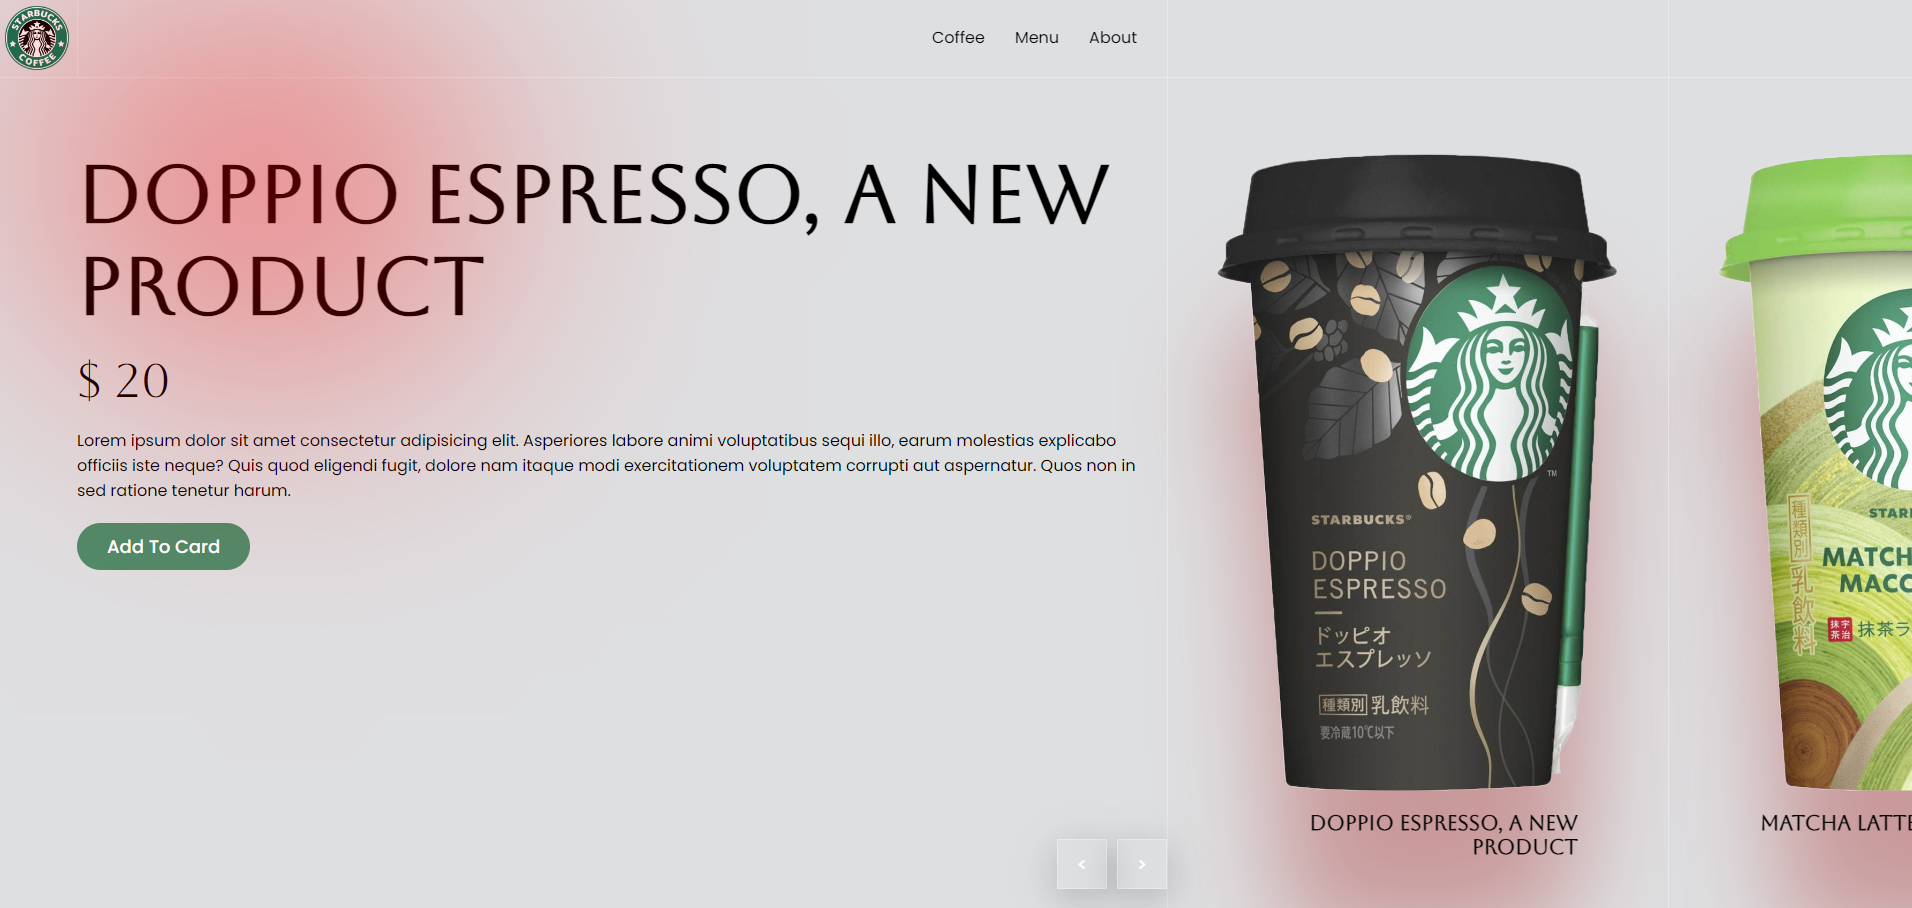 STARBUCKS
COFFEE
Coffee
Menu
About
DOPPIO ESPRESSO, A NEW
PRODUCT
$ 20
Lorem ipsum dolor sit amet consectetur adipisicing elit. Asperiores labore animi voluptatibus sequi illo, earum molestias explicabo
officiis iste neque? Quis quod eligendi fugit, dolore nam itaque modi exercitationem voluptatem corrupti aut aspernatur. Quos non in
sed ratione tenetur harum.
Add To Card
< >
TM
STARBUCKS®
DOPPIO
ESPRESSO
ドッピオ
エスプレッソ
種類別 乳飲料
要冷蔵10℃以下
DOPPIO ESPRESSO, A NEW
PRODUCT
種類別 乳飲料
STAR
MATCH
MACC
宇治抹茶 抹茶ラ
MATCHA LATTE